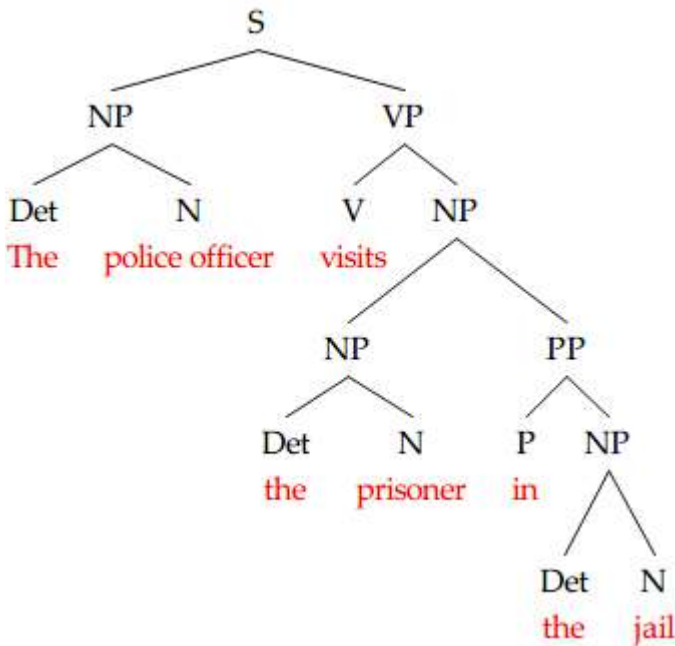 S
NP VP
Det N V NP
The police officer visits
NP PP
Det N P NP
the prisoner in
Det N
the jail